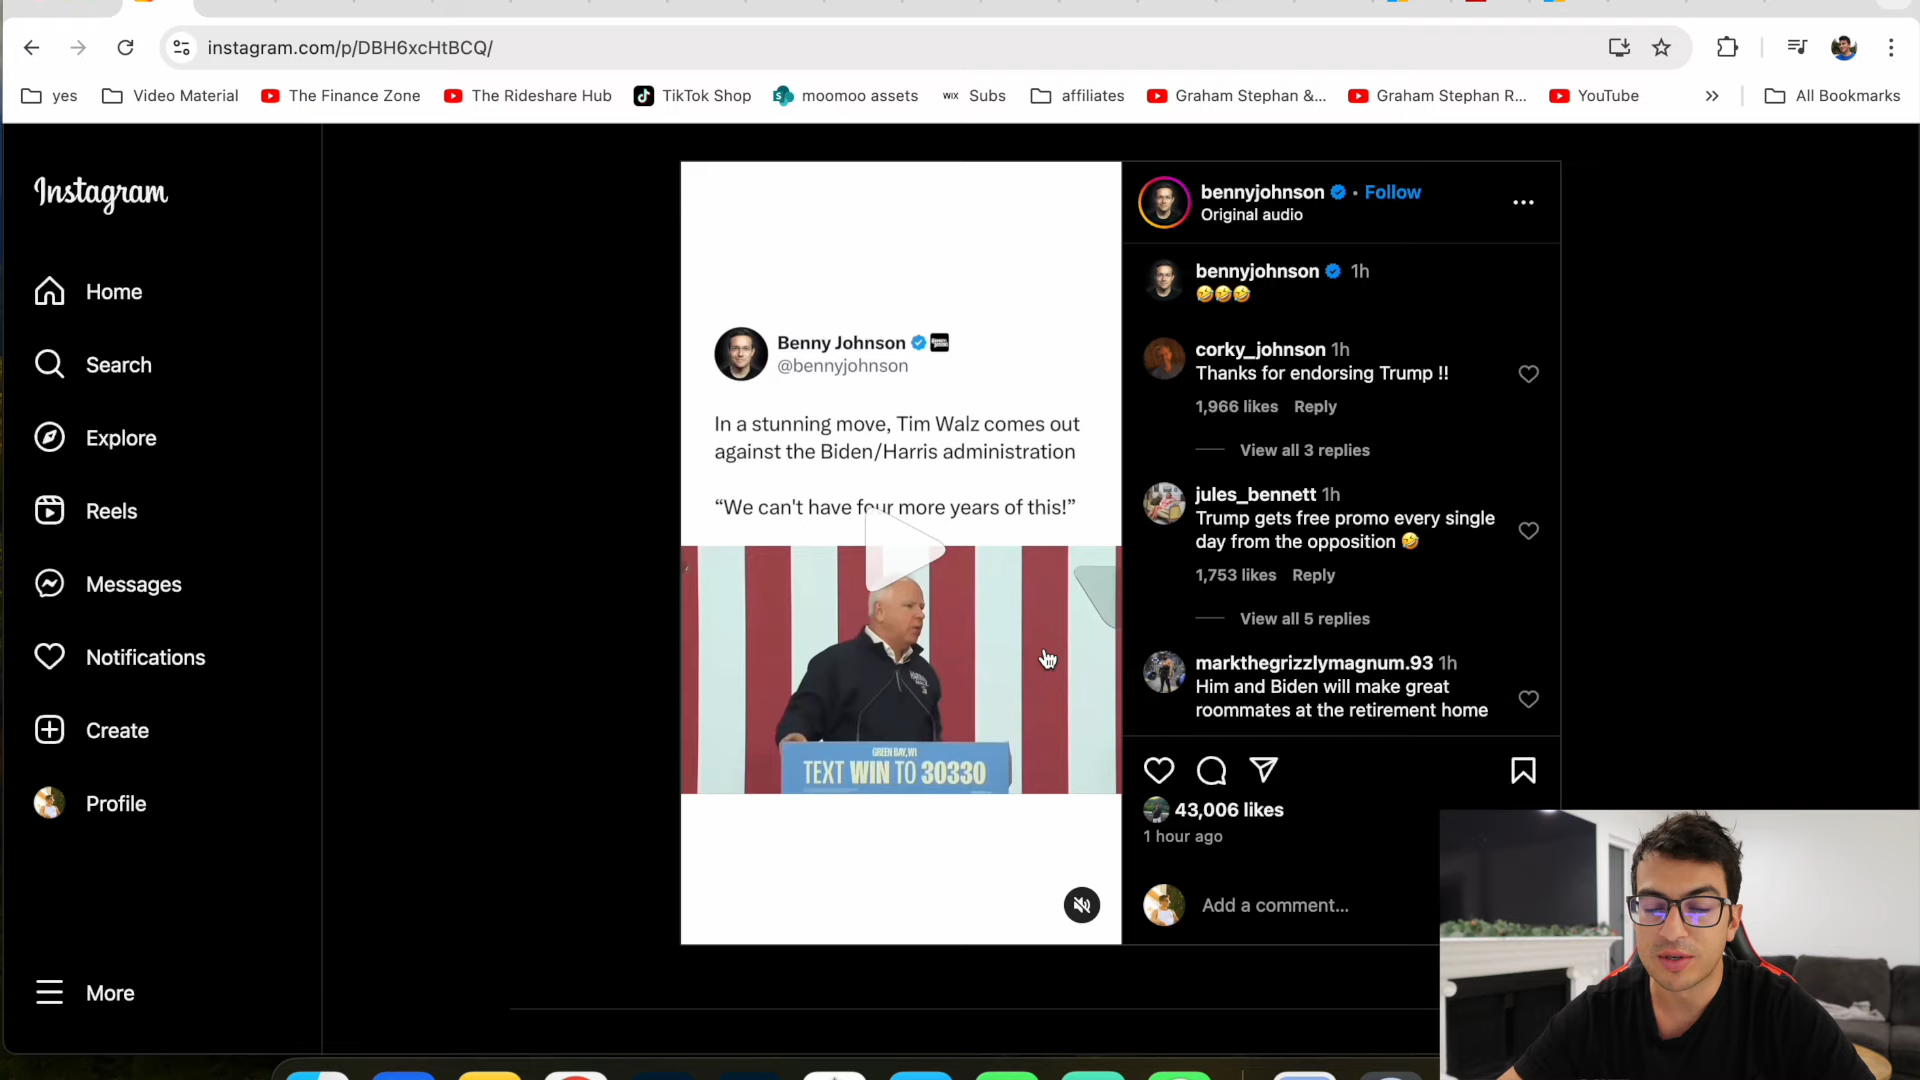 instagram.com/p/DBH6xcHtBCQ/
yes
Video Material
The Finance Zone
The Rideshare Hub
TikTok Shop
moomoo assets
WIX Subs
affiliates
Graham Stephan &...
Graham Stephan R...
YouTube
All Bookmarks
Instagram
Home
Search
Explore
Reels
Messages
Notifications
Create
Profile
More
Benny Johnson
@bennyjohnson
In a stunning move, Tim Walz comes out
against the Biden/Harris administration
“We can't have four more years of this!”
GREEN BAY, WI
TEXT WIN TO 30330
bennyjohnson • Follow
Original audio
bennyjohnson 1h
🤣🤣🤣
corky_johnson 1h
Thanks for endorsing Trump !!
1,966 likes Reply
View all 3 replies
jules_bennett 1h
Trump gets free promo every single
day from the opposition 🤣
1,753 likes Reply
View all 5 replies
markthegrizzlymagnum.93 1h
Him and Biden will make great
roommates at the retirement home
43,006 likes
1 hour ago
Add a comment...